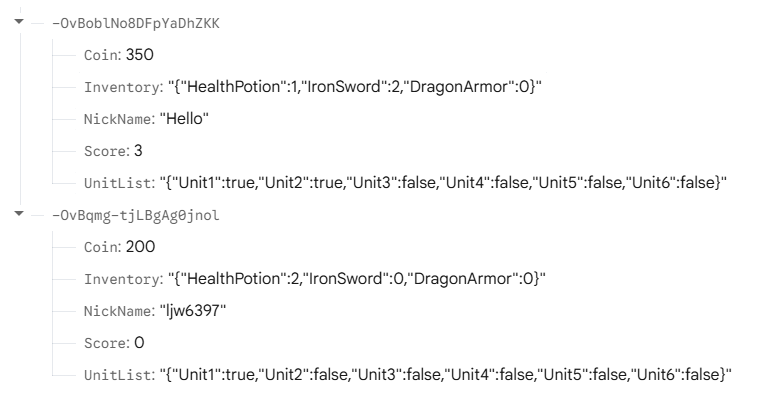 -OvBoblNo8DFpYaDhZKK
Coin: 350
Inventory: "{"HealthPotion":1,"IronSword":2,"DragonArmor":0}"
NickName: "Hello"
Score: 3
UnitList: "{"Unit1":true,"Unit2":true,"Unit3":false,"Unit4":false,"Unit5":false,"Unit6":false}"
-OvBqmg-tjLBgAg0jnol
Coin: 200
Inventory: "{"HealthPotion":2,"IronSword":0,"DragonArmor":0}"
NickName: "ljw6397"
Score: 0
UnitList: "{"Unit1":true,"Unit2":false,"Unit3":false,"Unit4":false,"Unit5":false,"Unit6":false}"